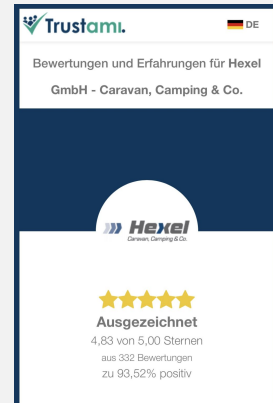 Trustami.
DE
Bewertungen und Erfahrungen für Hexel
GmbH - Caravan, Camping & Co.
Hexel
Caravan, Camping & Co.
Ausgezeichnet
4,83 von 5,00 Sternen
aus 332 Bewertungen
zu 93,52% positiv